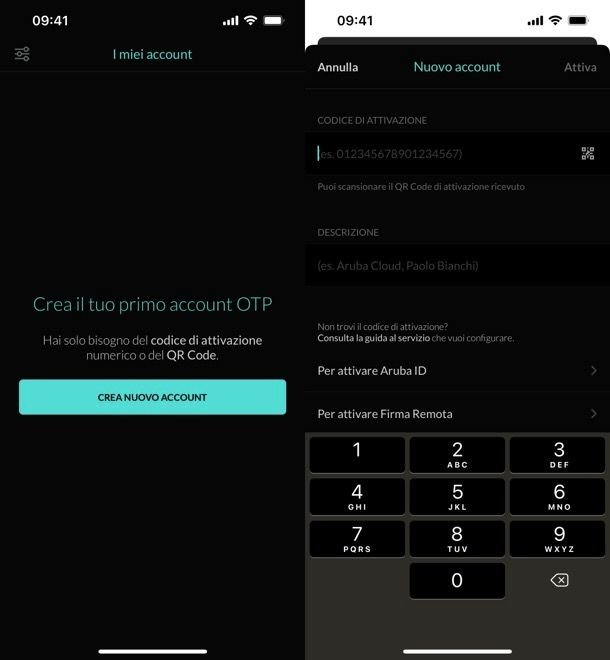 09:41
I miei account
Crea il tuo primo account OTP
Hai solo bisogno del codice di attivazione
numerico o del QR Code.
CREA NUOVO ACCOUNT
09:41
Annulla
Nuovo account
Attiva
CODICE DI ATTIVAZIONE
(es. 012345678901234567)
Puoi scansionare il QR Code di attivazione ricevuto
DESCRIZIONE
(es. Aruba Cloud, Paolo Bianchi)
Non trovi il codice di attivazione?
Consulta la guida al servizio che vuoi configurare.
Per attivare Aruba ID
Per attivare Firma Remota
1
2
ABC
3
DEF
4
GHI
5
JKL
6
MNO
7
PQRS
8
TUV
9
WXYZ
0